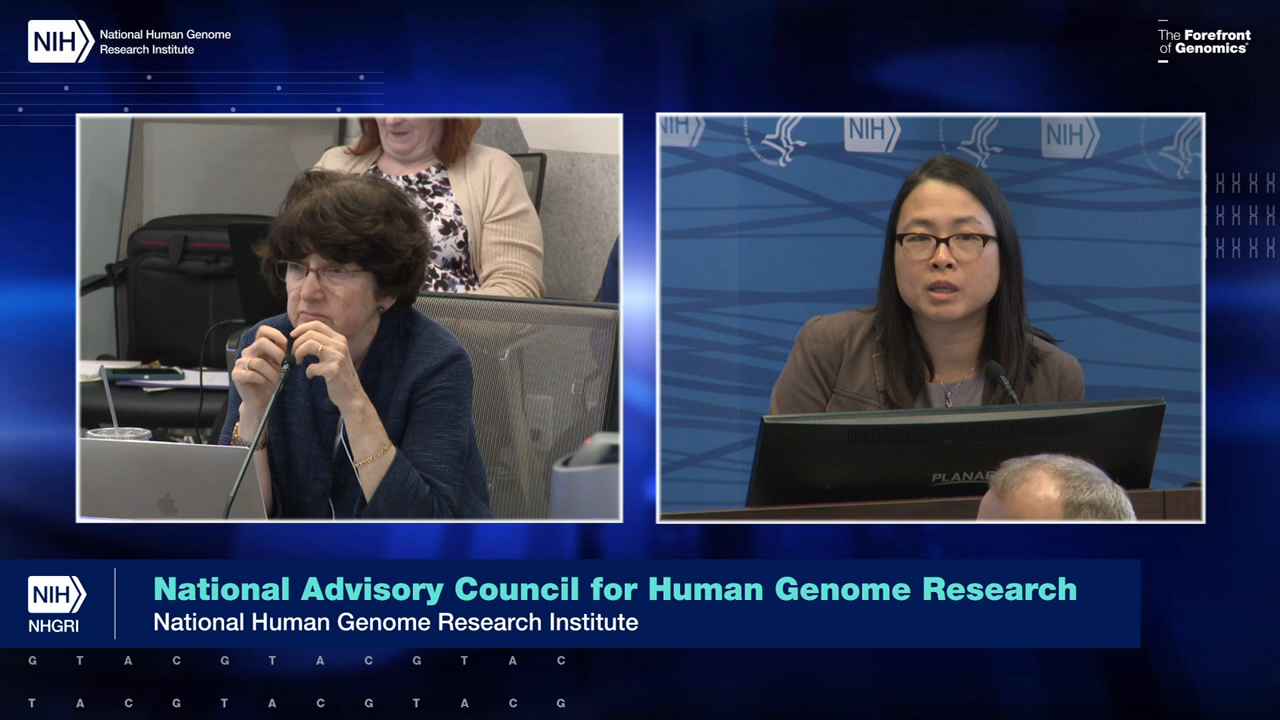 NIH
National Human Genome
Research Institute
The Forefront
of Genomics®
NIH
NIH
NIH
PLANAR
NIH
NHGRI
National Advisory Council for Human Genome Research
National Human Genome Research Institute
G T A C G T A C G T A C
T A C G T A C G T A C G